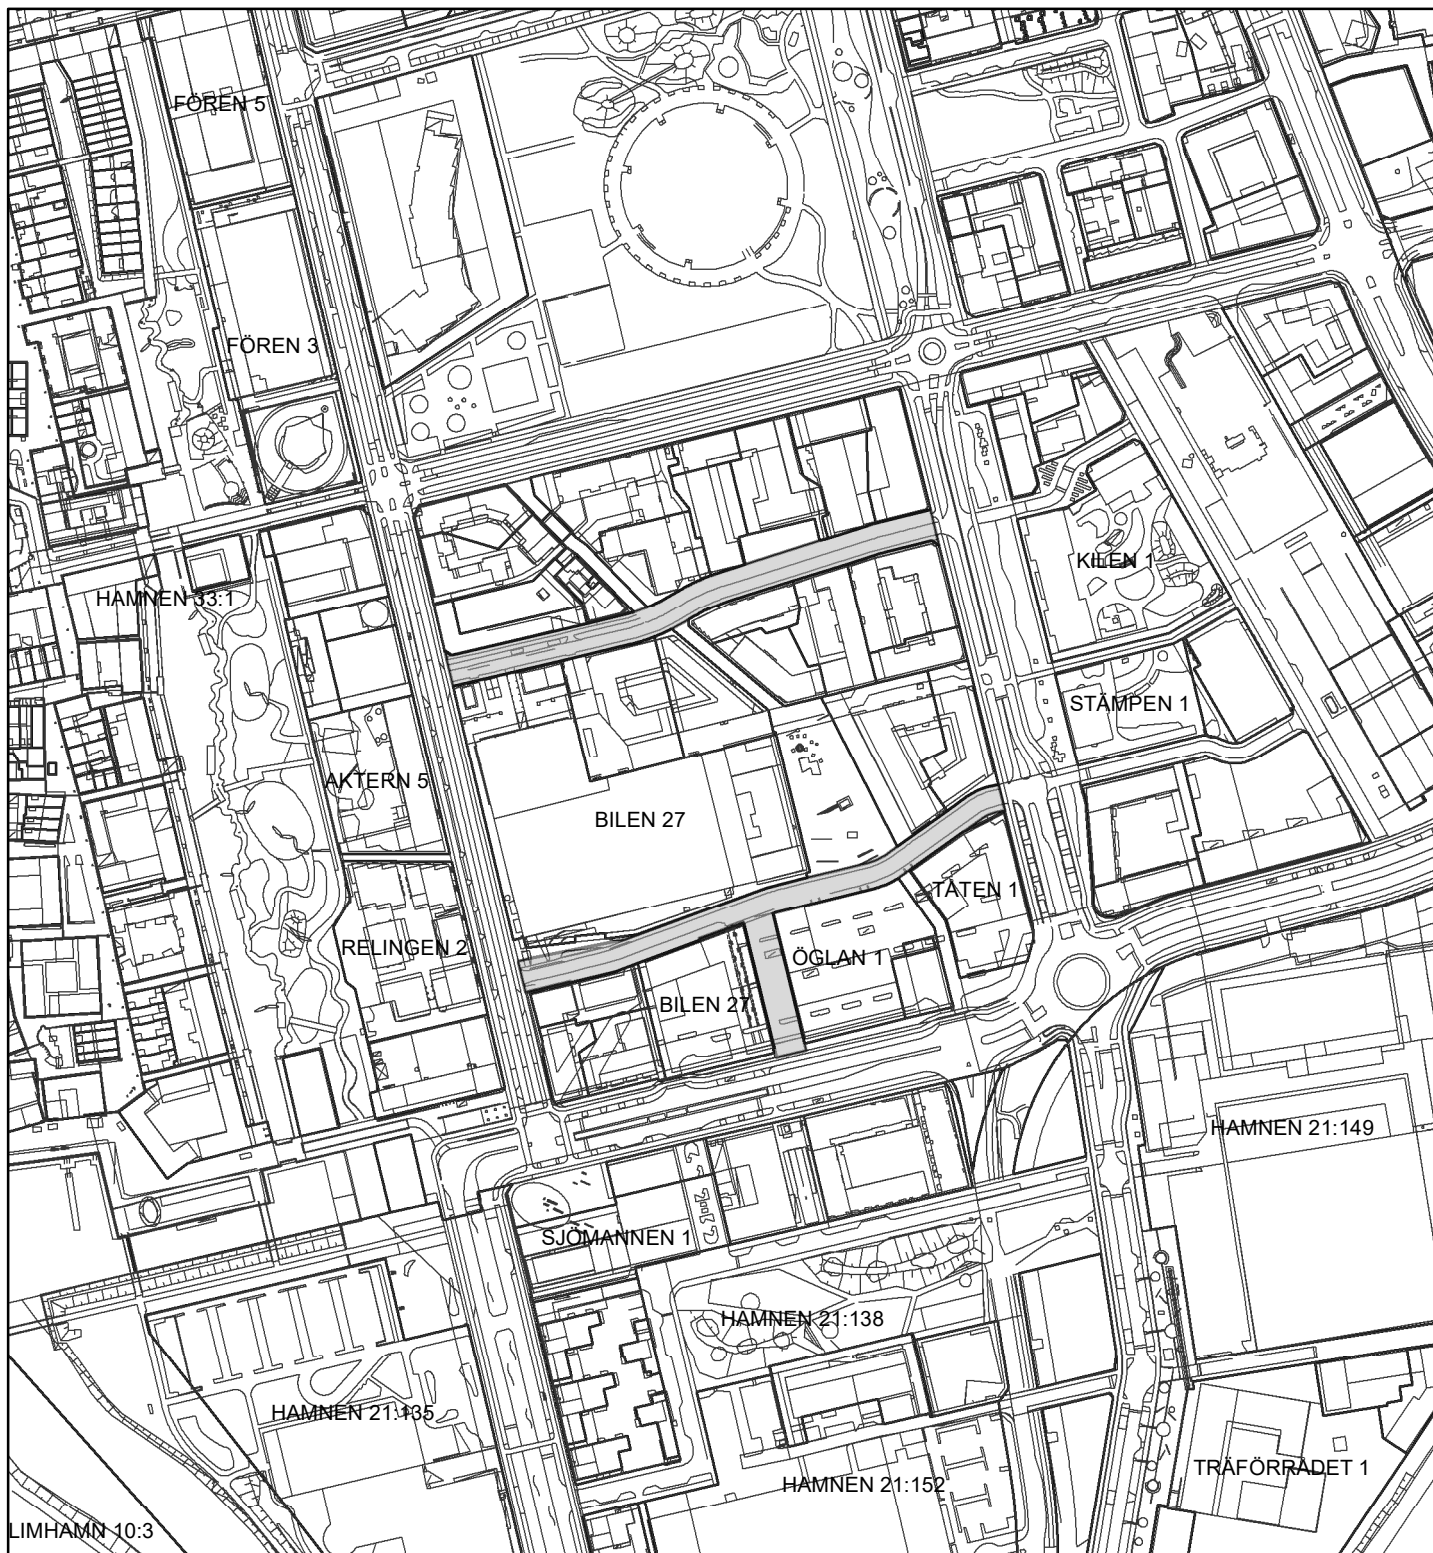 FÖREN 5
FÖREN 3
KILEN 1
HAMNEN 33:1
STÄMPEN 1
AKTERN 5
BILEN 27
TÅTEN 1
RELINGEN 2
ÖGLAN 1
BILEN 27
HAMNEN 21:149
SJÖMANNEN 1
HAMNEN 21:138
HAMNEN 21:135
TRÄFÖRRÅDET 1
HAMNEN 21:152
LIMHAMN 10:3